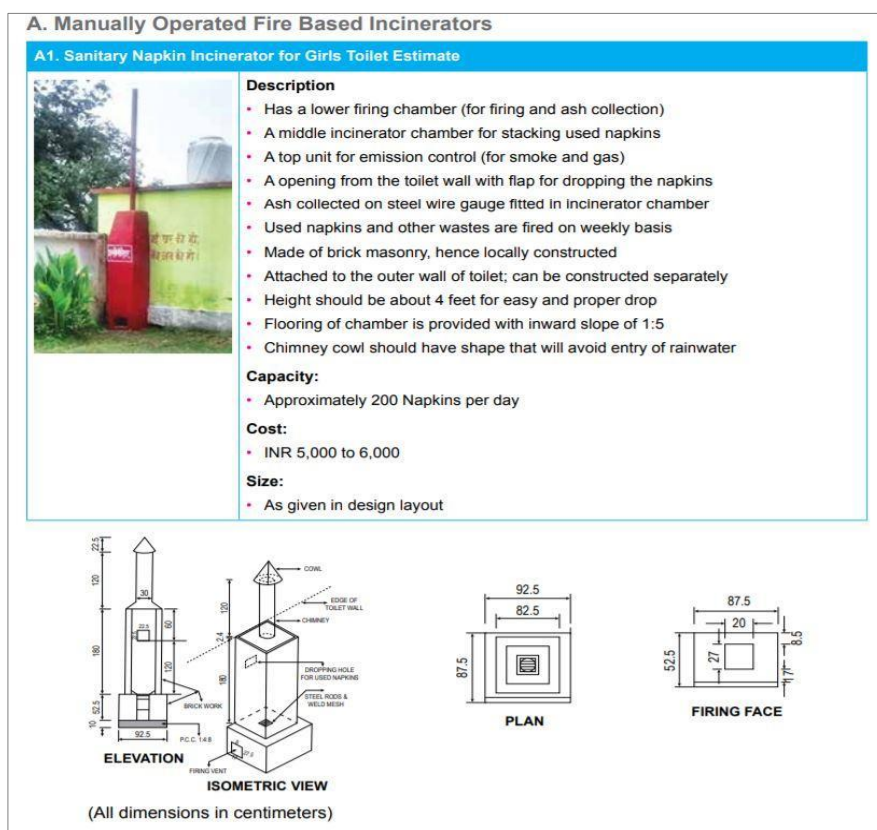 A. Manually Operated Fire Based Incinerators
A1. Sanitary Napkin Incinerator for Girls Toilet Estimate
Description
• Has a lower firing chamber (for firing and ash collection)
• A middle incinerator chamber for stacking used napkins
• A top unit for emission control (for smoke and gas)
• A opening from the toilet wall with flap for dropping the napkins
• Ash collected on steel wire gauge fitted in incinerator chamber
• Used napkins and other wastes are fired on weekly basis
• Made of brick masonry, hence locally constructed
• Attached to the outer wall of toilet; can be constructed separately
• Height should be about 4 feet for easy and proper drop
• Flooring of chamber is provided with inward slope of 1:5
• Chimney cowl should have shape that will avoid entry of rainwater
Capacity:
• Approximately 200 Napkins per day
Cost:
• INR 5,000 to 6,000
Size:
• As given in design layout
22.5
120
30
22.5
60
180
120
52.5
10
92.5
BRICK WORK
P.C.C. 1:4:8
ELEVATION
COWL
EDGE OF
TOILET WALL
120
CHIMNEY
2.4
DROPPING HOLE
FOR USED NAPKINS
180
STEEL RODS &
WELD MESH
FIRING VENT
ISOMETRIC VIEW
92.5
82.5
87.5
PLAN
87.5
20
8.5
27
52.5
17
FIRING FACE
(All dimensions in centimeters)